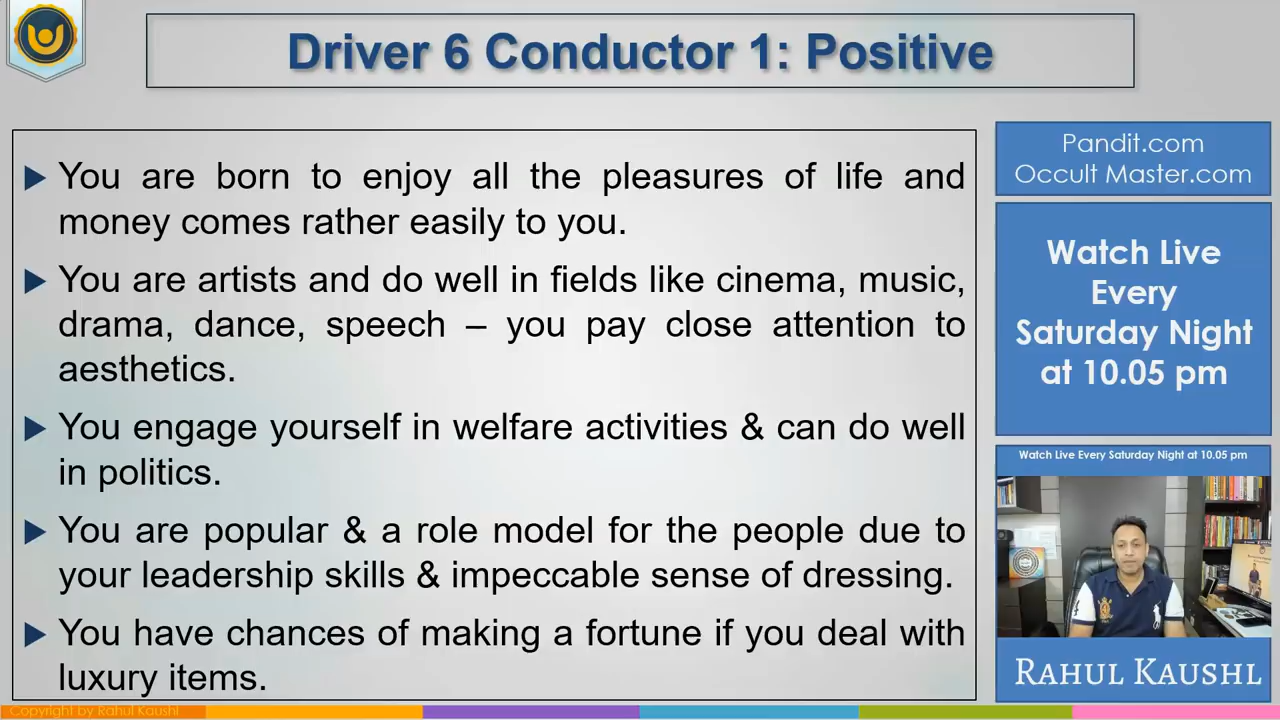 Driver 6 Conductor 1: Positive
You are born to enjoy all the pleasures of life and
money comes rather easily to you.
You are artists and do well in fields like cinema, music,
drama, dance, speech – you pay close attention to
aesthetics.
You engage yourself in welfare activities & can do well
in politics.
You are popular & a role model for the people due to
your leadership skills & impeccable sense of dressing.
You have chances of making a fortune if you deal with
luxury items.
Pandit.com
Occult Master.com
Watch Live
Every
Saturday Night
at 10.05 pm
Watch Live Every Saturday Night at 10.05 pm
Rahul Kaushl
Copyright by Rahul Kaushl